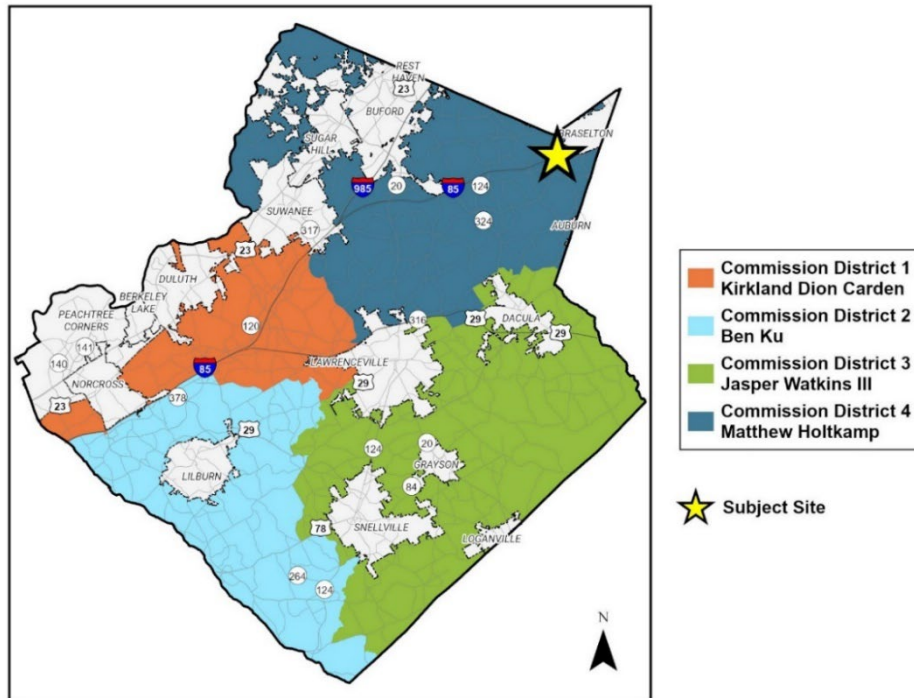 REST
HAVEN
23
BUFORD
SUGAR
HILL
BRASELTON
985
20
85
124
SUWANEE
324
AUBURN
317
23
DULUTH
BERKELEY
LAKE
PEACHTREE
CORNERS
141
140
120
316
29
DACULA
29
NORCROSS
85
LAWRENCEVILLE
29
23
378
29
LILBURN
124
20
GRAYSON
84
78
SNELLVILLE
LOGANVILLE
264
124
N
Commission District 1
Kirkland Dion Carden
Commission District 2
Ben Ku
Commission District 3
Jasper Watkins III
Commission District 4
Matthew Holtkamp
Subject Site